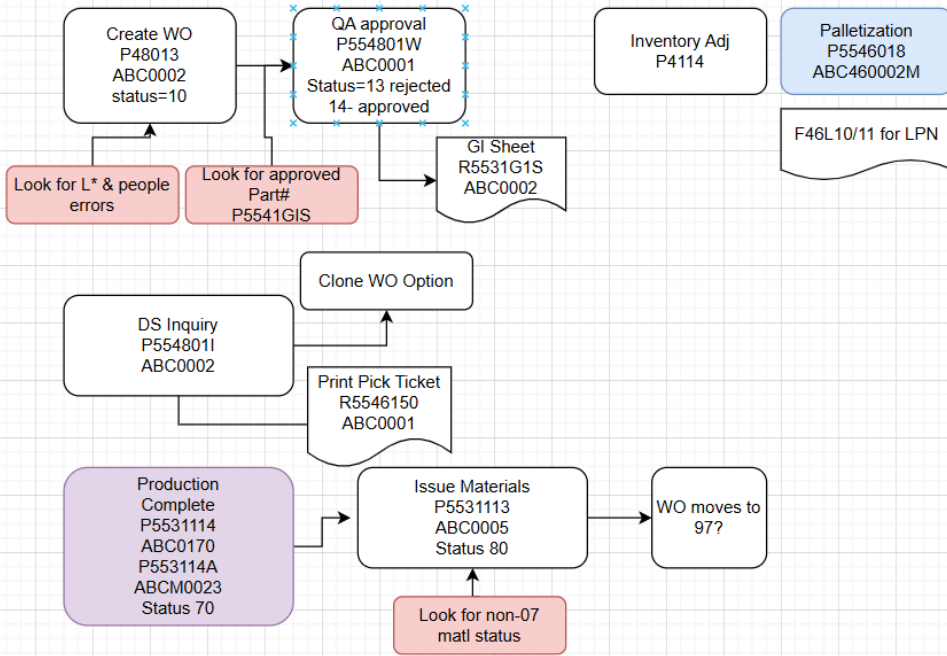 Create WO
P48013
ABC0002
status=10
QA approval
P554801W
ABC0001
Status=13 rejected
14- approved
Inventory Adj
P4114
Palletization
P5546018
ABC460002M
F46L10/11 for LPN
Look for L* & people
errors
Look for approved
Part#
P5541GIS
GI Sheet
R5531G1S
ABC0002
Clone WO Option
DS Inquiry
P554801I
ABC0002
Print Pick Ticket
R5546150
ABC0001
Production
Complete
P5531114
ABC0170
P553114A
ABCM0023
Status 70
Issue Materials
P5531113
ABC0005
Status 80
WO moves to
97?
Look for non-07
matl status